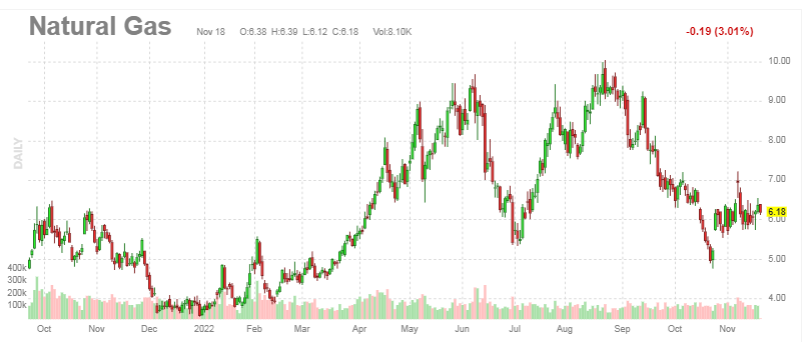 Natural Gas Nov 18 O:6.38 H:6.39 L:6.12 C:6.18 Vol:8.10K -0.19 (3.01%)
DAILY
10.00
9.00
8.00
7.00
6.00
6.18
5.00
4.00
400k
300k
200k
100k
Oct Nov Dec 2022 Feb Mar Apr May Jun Jul Aug Sep Oct Nov